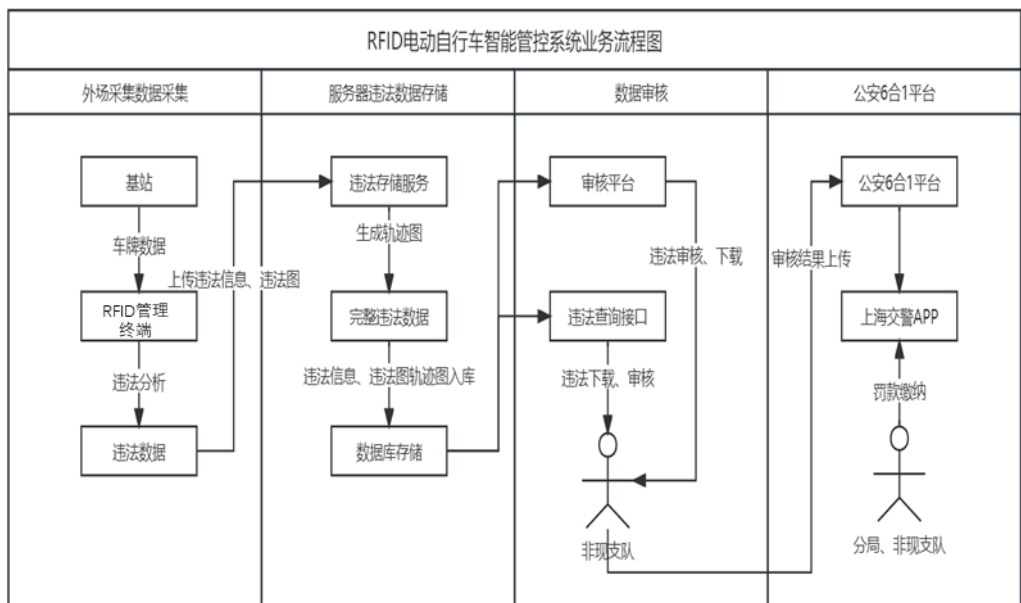 RFID电动自行车智能管控系统业务流程图
外场采集数据采集
服务器违法数据存储
数据审核
公安6合1平台
基站
车牌数据
RFID管理
终端
违法分析
违法数据
上传违法信息、违法图
违法存储服务
生成轨迹图
完整违法数据
违法信息、违法图轨迹图入库
数据库存储
审核平台
违法审核、下载
违法查询接口
违法下载、审核
非现支队
审核结果上传
公安6合1平台
上海交警APP
罚款缴纳
分局、非现支队